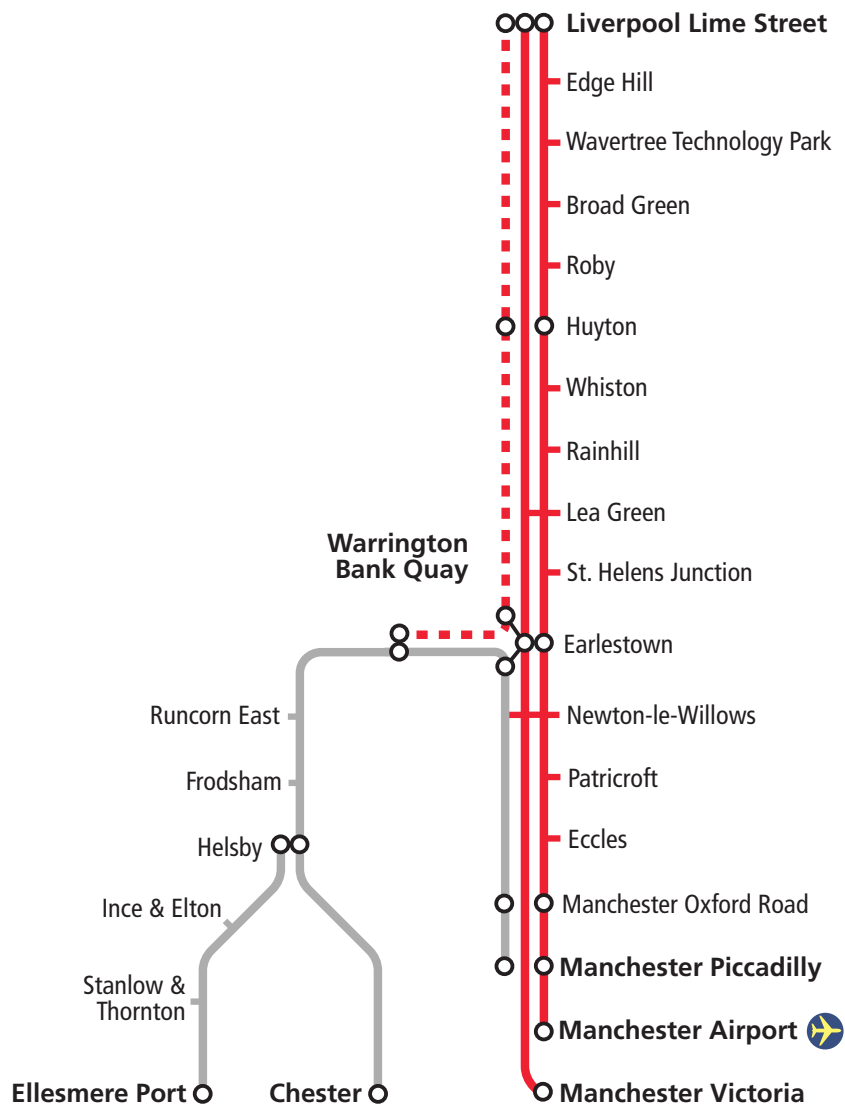 Liverpool Lime Street
Edge Hill
Wavertree Technology Park
Broad Green
Roby
Huyton
Whiston
Rainhill
Lea Green
Warrington
Bank Quay
St. Helens Junction
Earlestown
Runcorn East
Newton-le-Willows
Frodsham
Patricroft
Helsby
Eccles
Ince & Elton
Manchester Oxford Road
Manchester Piccadilly
Stanlow &
Thornton
Manchester Airport
Ellesmere Port
Chester
Manchester Victoria